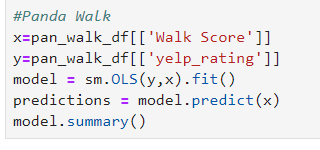 #Panda Walk
x=pan_walk_df[['Walk Score']]
y=pan_walk_df[['yelp_rating']]
model = sm.OLS(y,x).fit()
predictions = model.predict(x)
model.summary()